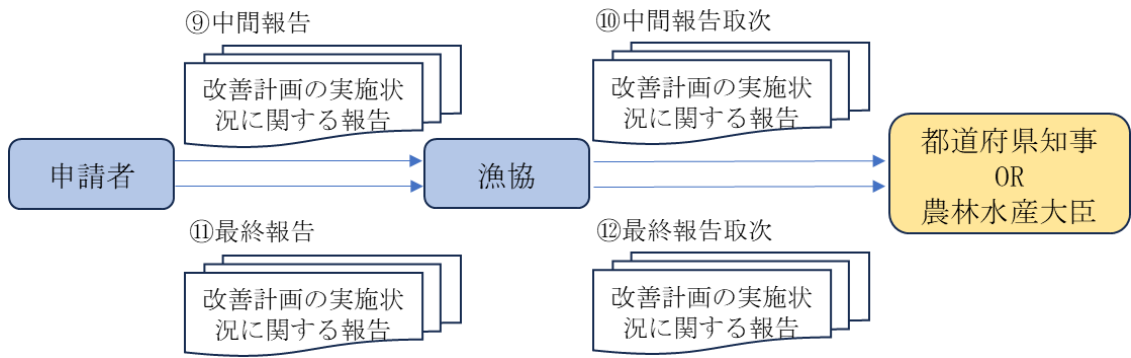 ⑨中間報告
改善計画の実施状
況に関する報告
⑩中間報告取次
改善計画の実施状
況に関する報告
申請者
漁協
都道府県知事
OR
農林水産大臣
⑪最終報告
改善計画の実施状
況に関する報告
⑫最終報告取次
改善計画の実施状
況に関する報告